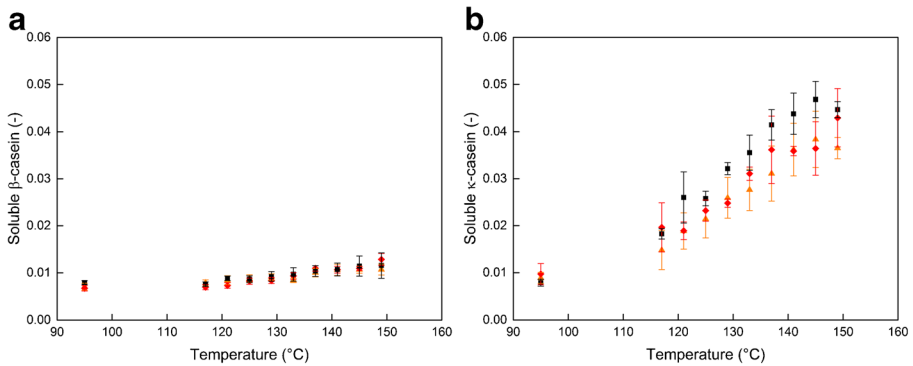 a
0.06
0.05
0.04
0.03
0.02
0.01
0.00
90 100 110 120 130 140 150 160
Temperature (°C)
Soluble β-casein (-)
b
0.06
0.05
0.04
0.03
0.02
0.01
0.00
90 100 110 120 130 140 150 160
Temperature (°C)
Soluble κ-casein (-)